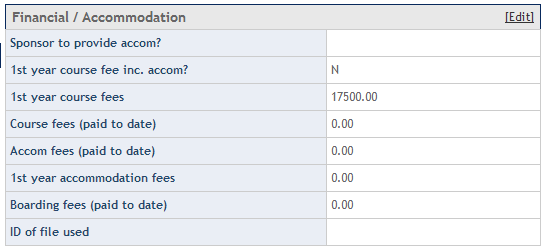 Financial / Accommodation [Edit]
Sponsor to provide accom?
1st year course fee inc. accom? N
1st year course fees 17500.00
Course fees (paid to date) 0.00
Accom fees (paid to date) 0.00
1st year accommodation fees 0.00
Boarding fees (paid to date) 0.00
ID of file used